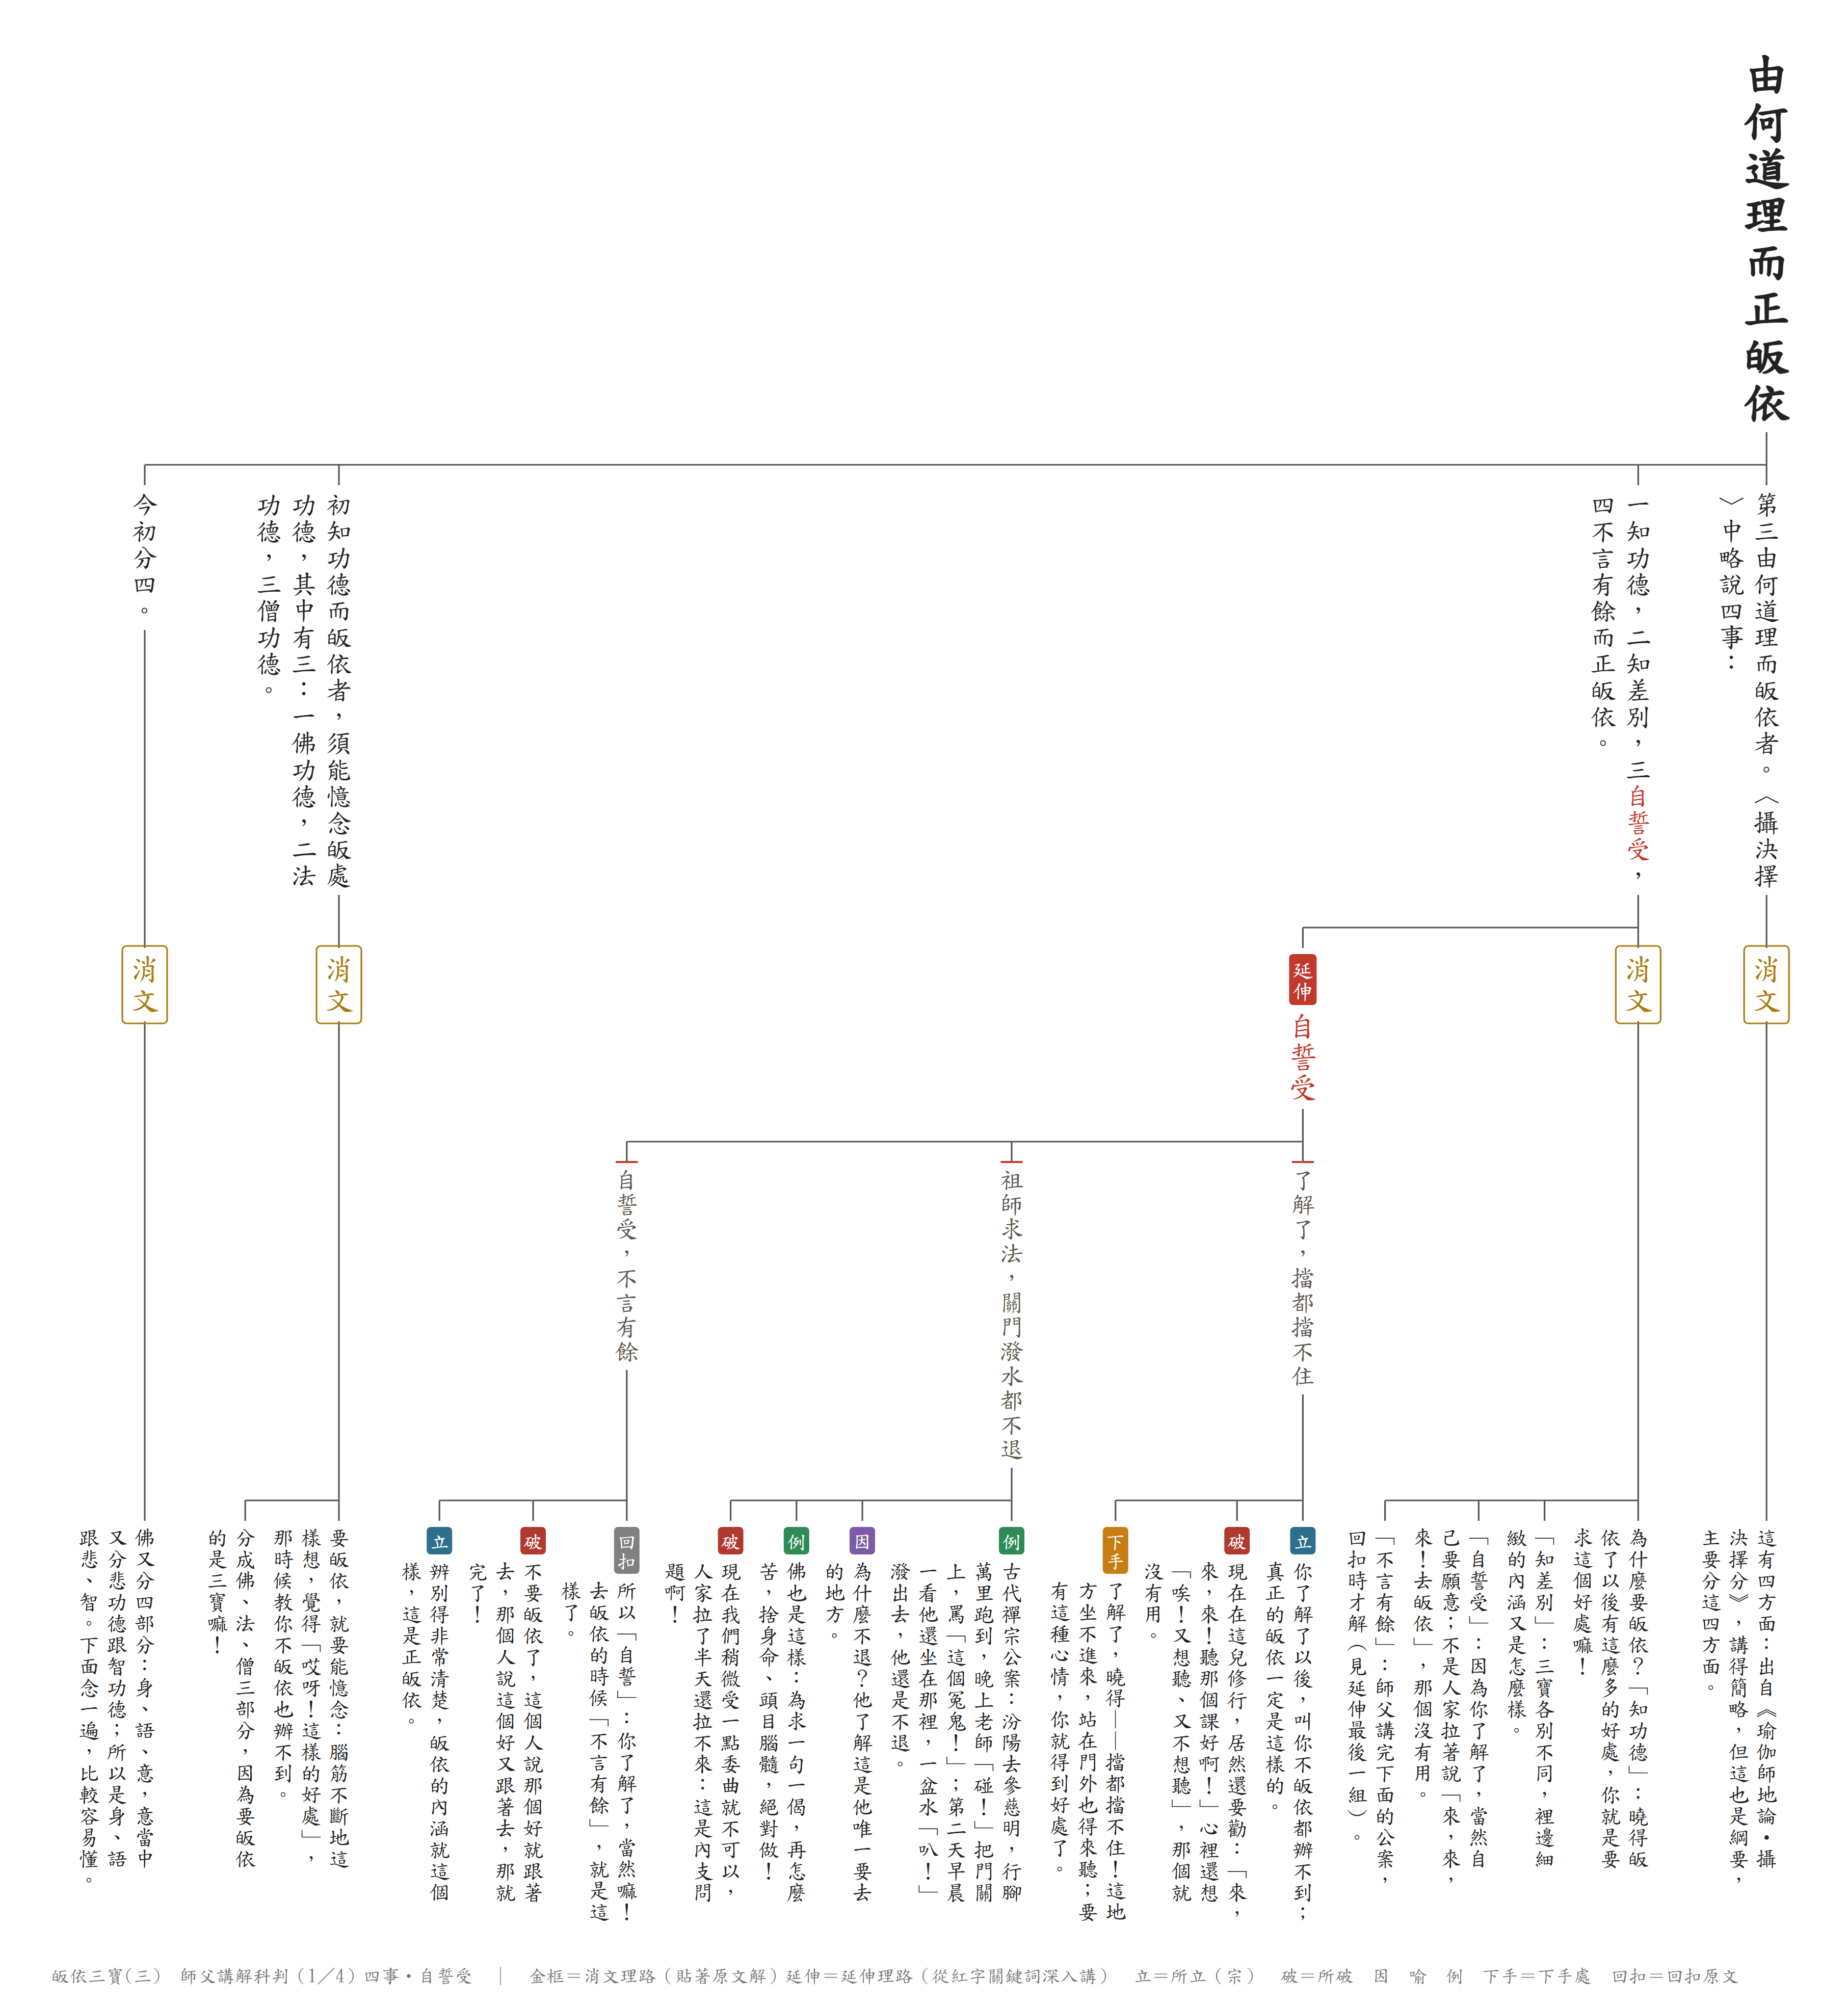 由何道理而正皈依
第三由何道理而皈依者。〈攝決擇
〉中略說四事：
一知功德，二知差別，三自誓受，
四不言有餘而正皈依。
初知功德而皈依者，須能憶念皈處
功德，其中有三：一佛功德，二法
功德，三僧功德。
今初分四。
消文
消文
延伸
自誓受
消文
消文
了解了，擋都擋不住
祖師求法，關門潑水都不退
自誓受，不言有餘
這有四方面：出自《瑜伽師地論・攝
決擇分》，講得簡略，但這也是綱要，
主要分這四方面。
為什麼要皈依？「知功德」：曉得皈
依了以後有這麼多的好處，你就是要
求這個好處嘛！
「知差別」：三寶各別不同，裡邊細
緻的內涵又是怎麼樣。
「自誓受」：因為你了解了，當然自
己要願意；不是人家拉著說「來，來，
來！去皈依」，那個沒有用。
「不言有餘」：師父講完下面的公案，
回扣時才解（見延伸最後一組）。
立
你了解了以後，叫你不皈依都辦不到；
真正的皈依一定是這樣的。
破
現在在這兒修行，居然還要勸：「來，
來，來！聽那個課好啊！」心裡還想
「唉！又想聽、又不想聽」，那個就
沒有用。
下手
了解了，曉得——擋都擋不住！這地
方坐不進來，站在門外也得來聽；要
有這種心情，你就得到好處了。
例
古代禪宗公案：汾陽去參慈明，行腳
萬里跑到，晚上老師「碰！」把門關
上，罵「這個冤鬼！」；第二天早晨
一看他還坐在那裡，一盆水「叭！」
潑出去，他還是不退。
因
為什麼不退？他了解這是他唯一要去
的地方。
例
佛也是這樣：為求一句一偈，再怎麼
苦，捨身命、頭目腦髓，絕對做！
破
現在我們稍微受一點委曲就不可以，
人家拉了半天還拉不來：這是內支問
題啊！
回扣
所以「自誓」：你了解了，當然嘛！
去皈依的時候「不言有餘」，就是這
樣了。
破
不要皈依了，這個人說那個好就跟著
去，那個人說這個好又跟著去，那就
完了！
立
辨別得非常清楚，皈依的內涵就這個
樣，這是正皈依。
要皈依，就要能憶念：腦筋不斷地這
樣想，覺得「哎呀！這樣的好處」，
那時候教你不皈依也辦不到。
分成佛、法、僧三部分，因為要皈依
的是三寶嘛！
佛又分四部分：身、語、意，意當中
又分悲功德跟智功德；所以是身、語
跟悲、智。下面念一遍，比較容易懂。
皈依三寶(三)　師父講解科判（1／4）四事・自誓受　｜　金框＝消文理路（貼著原文解）延伸＝延伸理路（從紅字關鍵詞深入講）　立＝所立（宗）　破＝所破　因　喻　例　下手＝下手處　回扣＝回扣原文